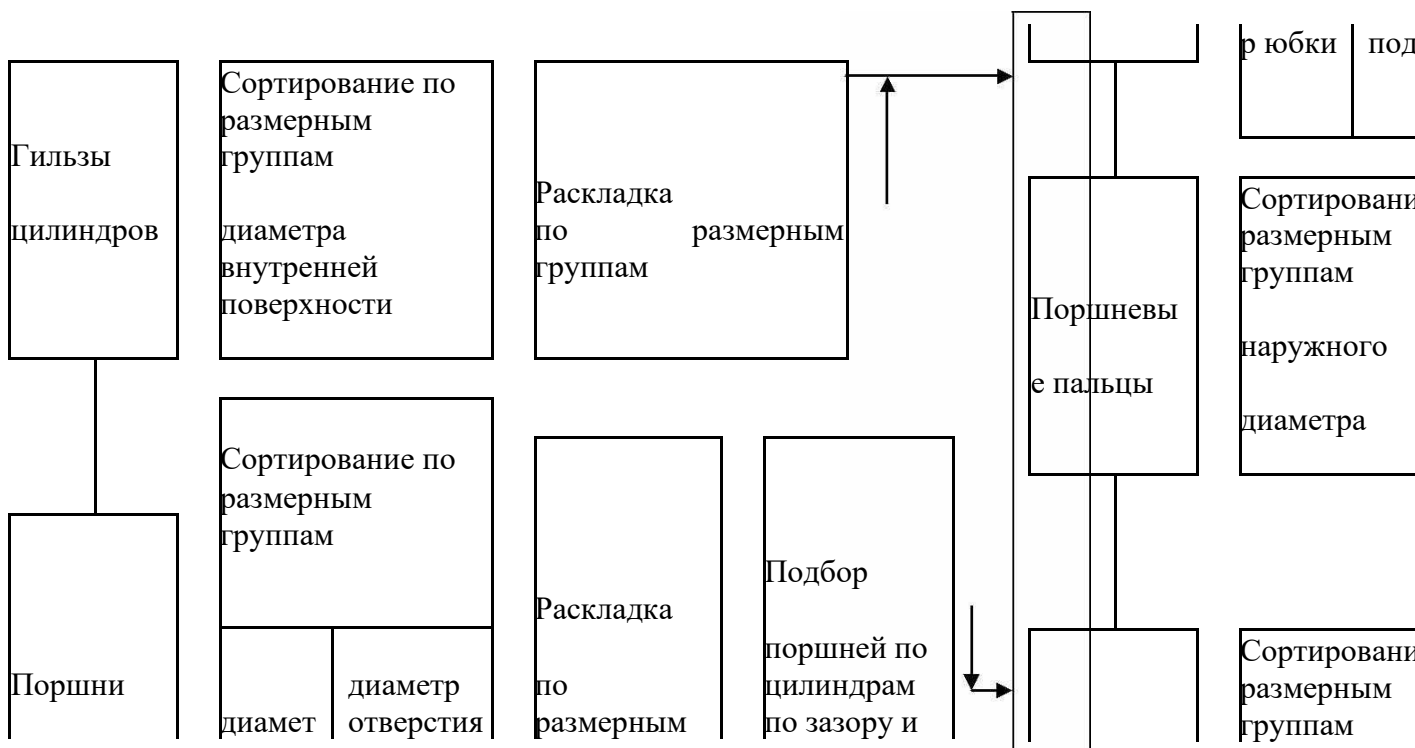 Гильзы
цилиндров
Сортирование по
размерным
группам
диаметра
внутренней
поверхности
Раскладка
по размерным
группам
Сортирование по
размерным
группам
Поршни
диамет
диаметр
отверстия
Раскладка
по
размерным
Подбор
поршней по
цилиндрам
по зазору и
р юбки
под
Поршневы
е пальцы
Сортировани
размерным
группам
наружного
диаметра
Сортировани
размерным
группам